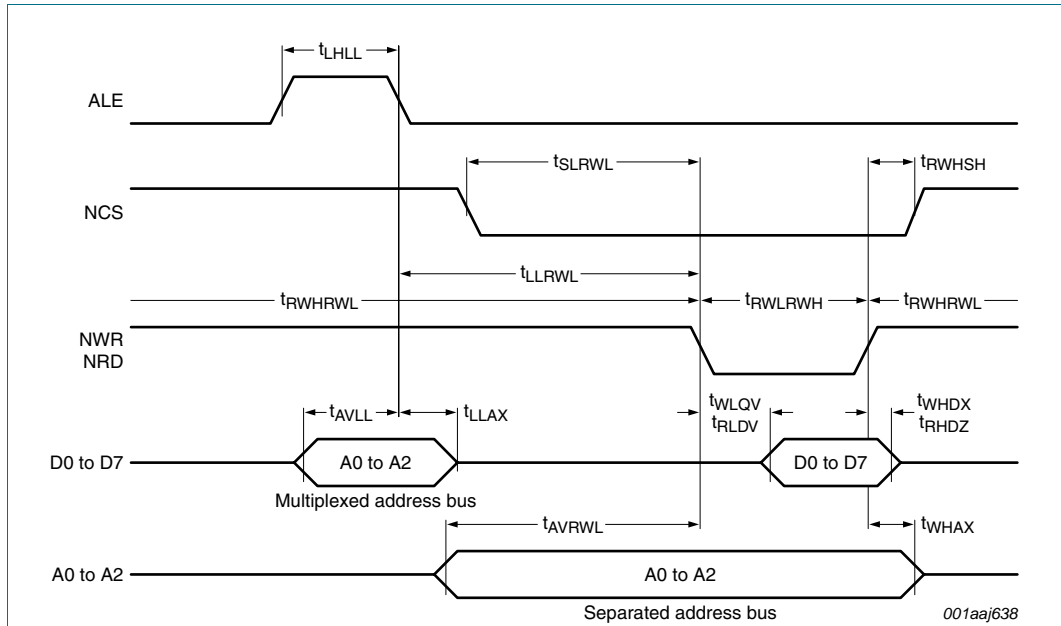 tLHLL
ALE
tSLRWL
tRWHSH
NCS
tLLRWL
tRWHRWL
tRWLRWH
tRWHRWL
NWR
NRD
tAVLL
tLLAX
tWLQV
tRLDV
tWHDX
tRHDZ
D0 to D7
A0 to A2
D0 to D7
Multiplexed address bus
tAVRWL
tWHAX
A0 to A2
A0 to A2
Separated address bus
001aaj638